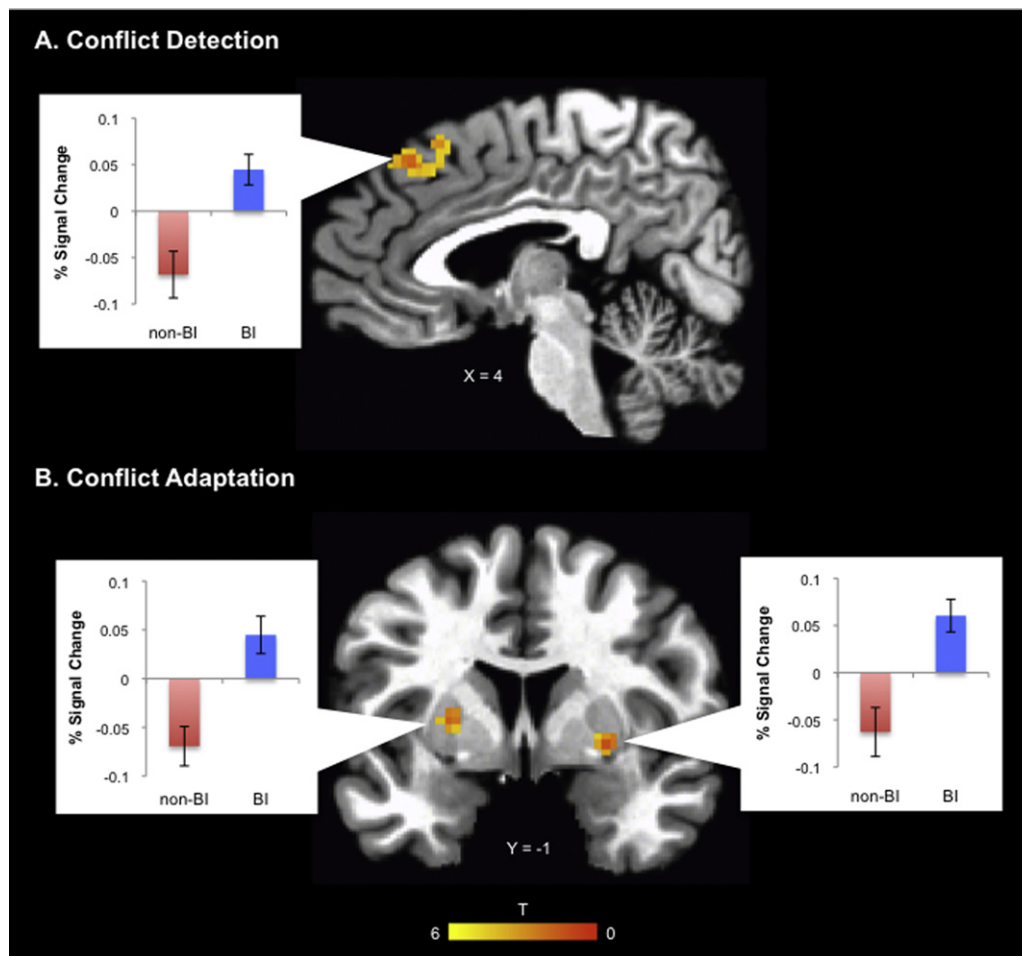 A. Conflict Detection
% Signal Change
0.1
0.05
0
-0.05
-0.1
non-BI BI
X = 4
B. Conflict Adaptation
% Signal Change
0.1
0.05
0
-0.05
-0.1
non-BI BI
% Signal Change
0.1
0.05
0
-0.05
-0.1
non-BI BI
Y = -1
T
6 0